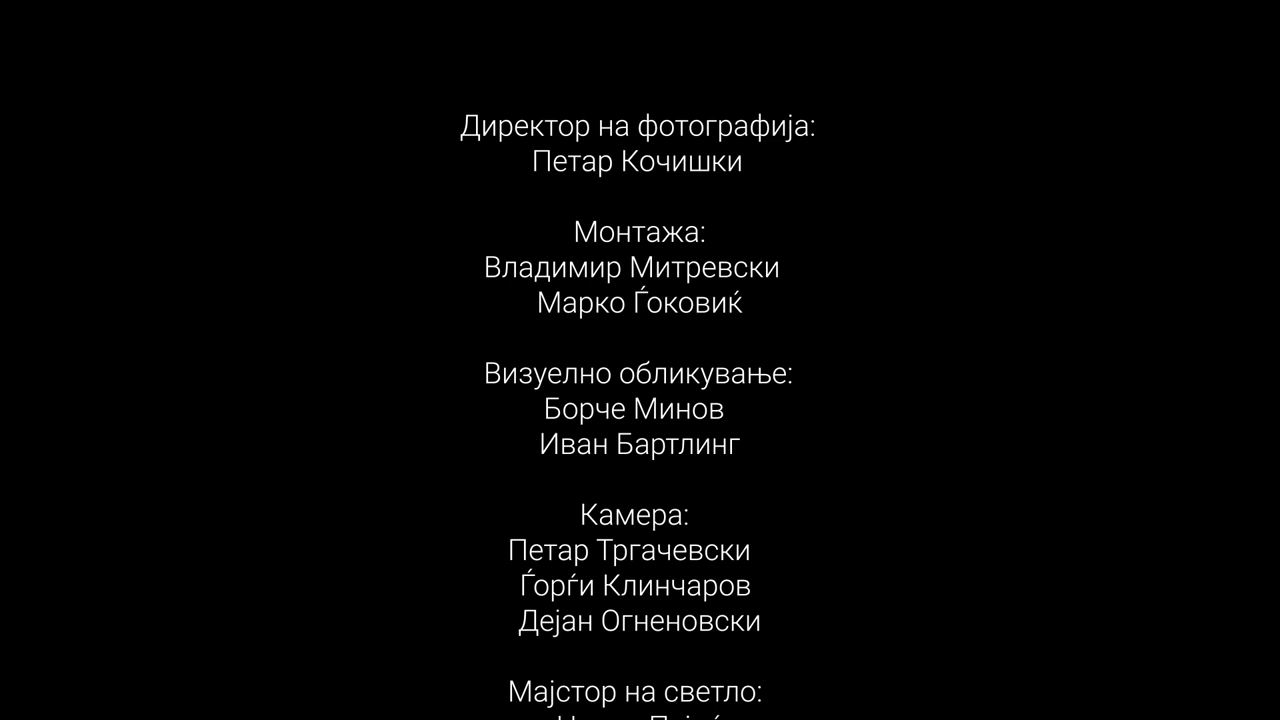 Директор на фотографија:
Петар Кочишки
Монтажа:
Владимир Митревски
Марко Ѓоковиќ
Визуелно обликување:
Борче Минов
Иван Бартлинг
Камера:
Петар Тргачевски
Ѓорѓи Клинчаров
Дејан Огненовски
Мајстор на светло: